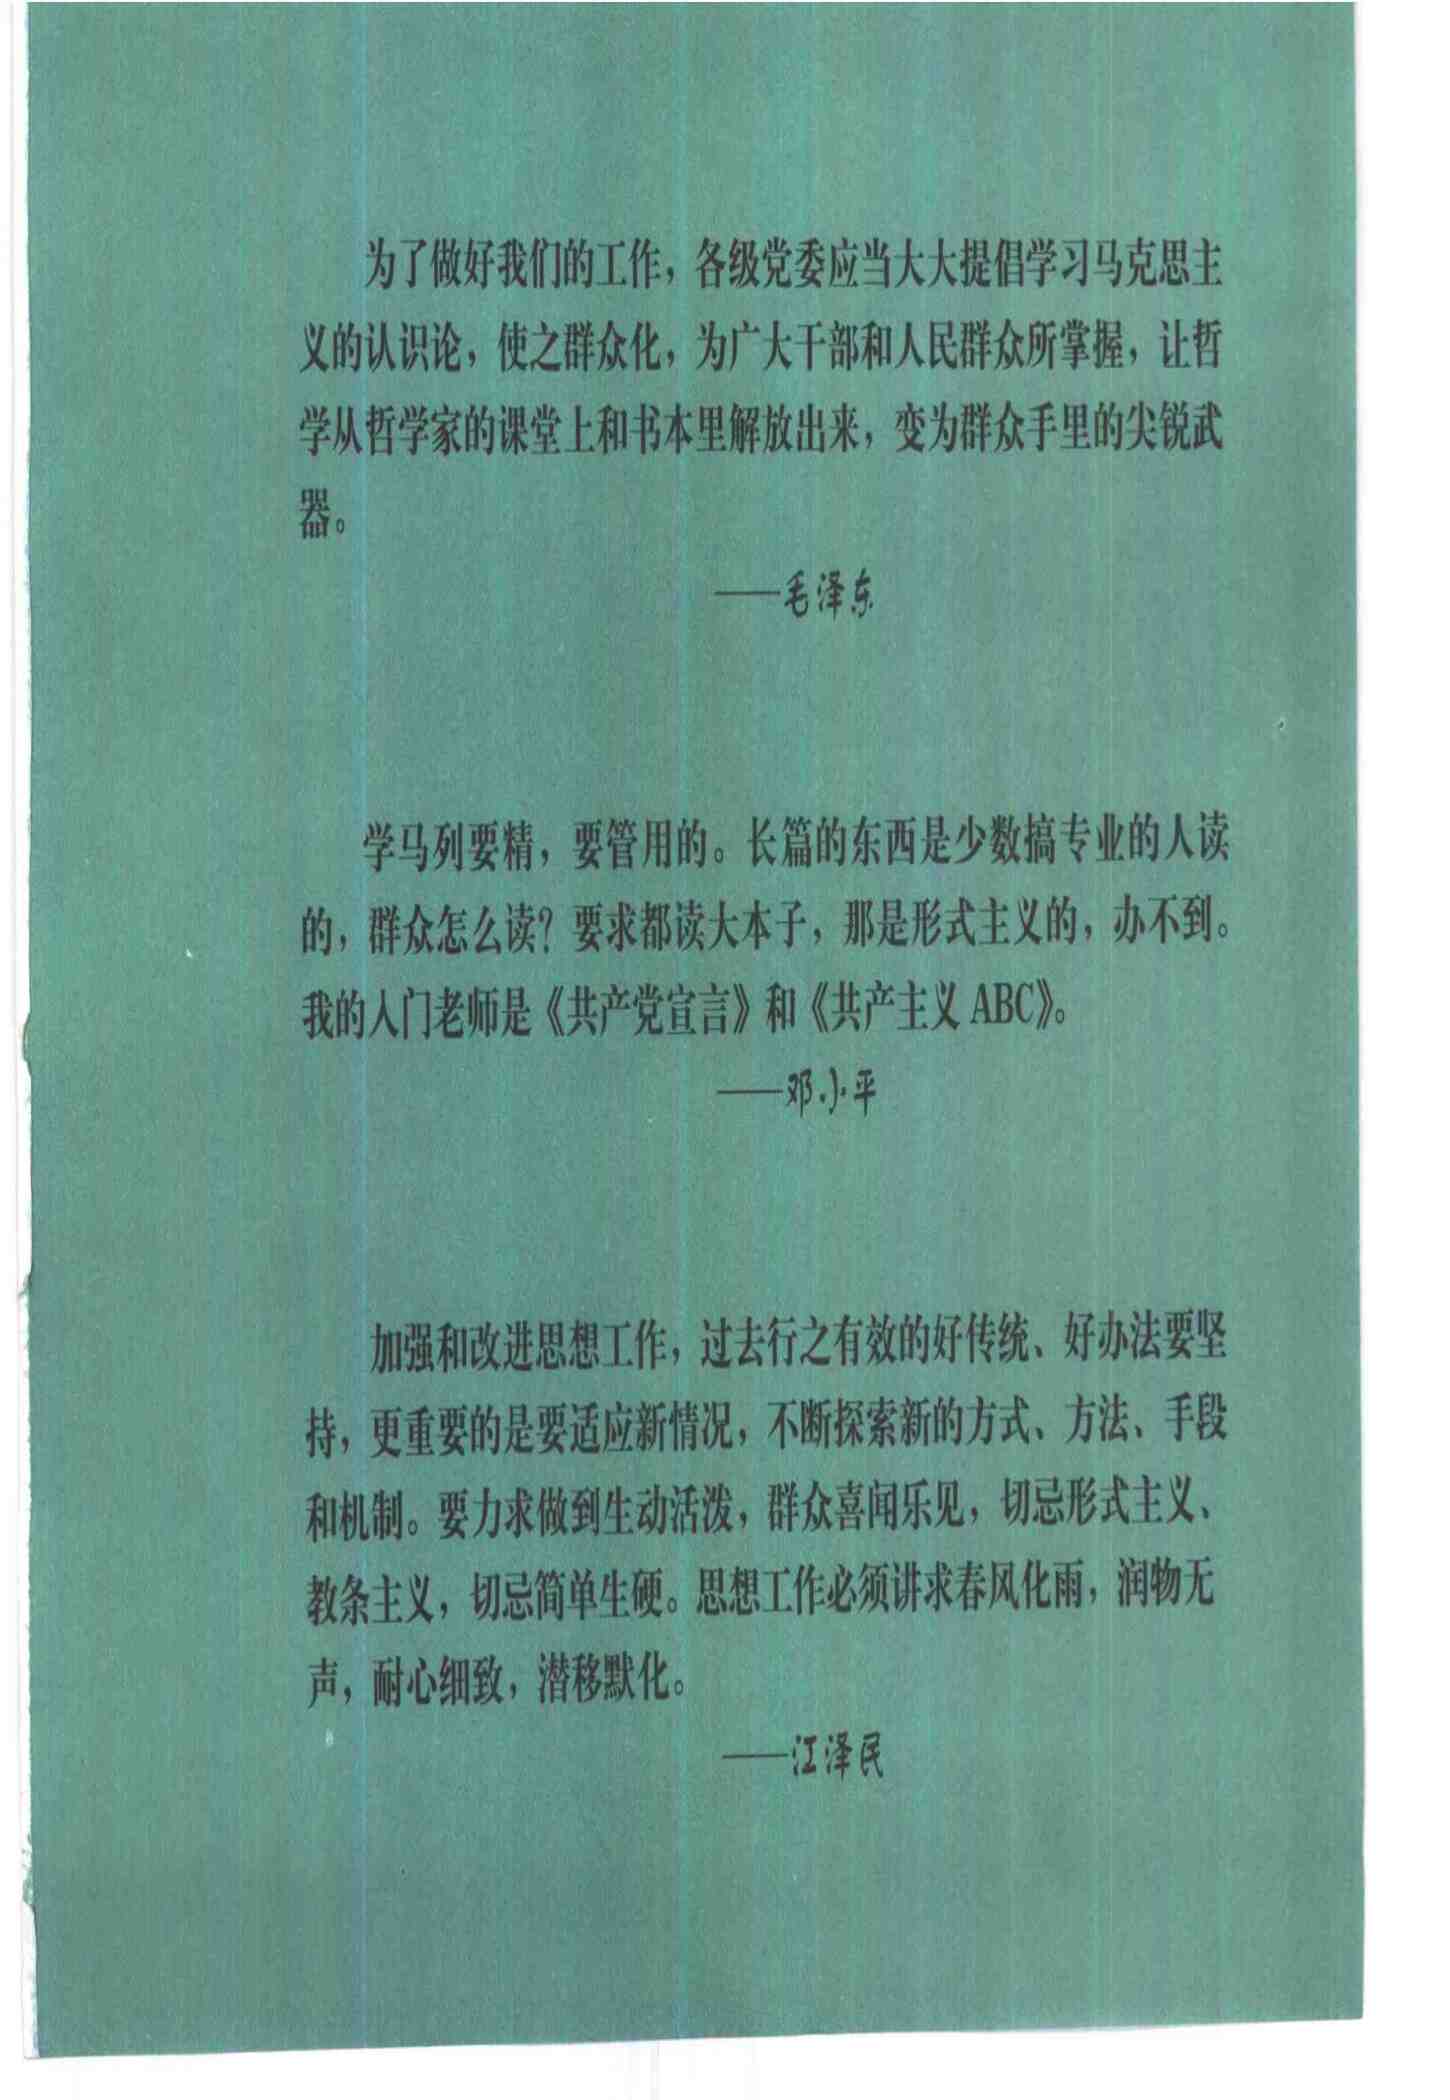 为了做好我们的工作，各级党委应当大大提倡学习马克思主
义的认识论，使之群众化，为广大干部和人民群众所掌握，让哲
学从哲学家的课堂上和书本里解放出来，变为群众手里的尖锐武
器。
——毛泽东
学马列要精，要管用的。长篇的东西是少数搞专业的人读
的，群众怎么读？要求都读大本子，那是形式主义的，办不到。
我的入门老师是《共产党宣言》和《共产主义 ABC》。
——邓小平
加强和改进思想工作，过去行之有效的好传统、好办法要坚
持，更重要的是要适应新情况，不断探索新的方式、方法、手段
和机制。要力求做到生动活泼，群众喜闻乐见，切忌形式主义、
教条主义，切忌简单生硬。思想工作必须讲求春风化雨，润物无
声，耐心细致，潜移默化。
——江泽民